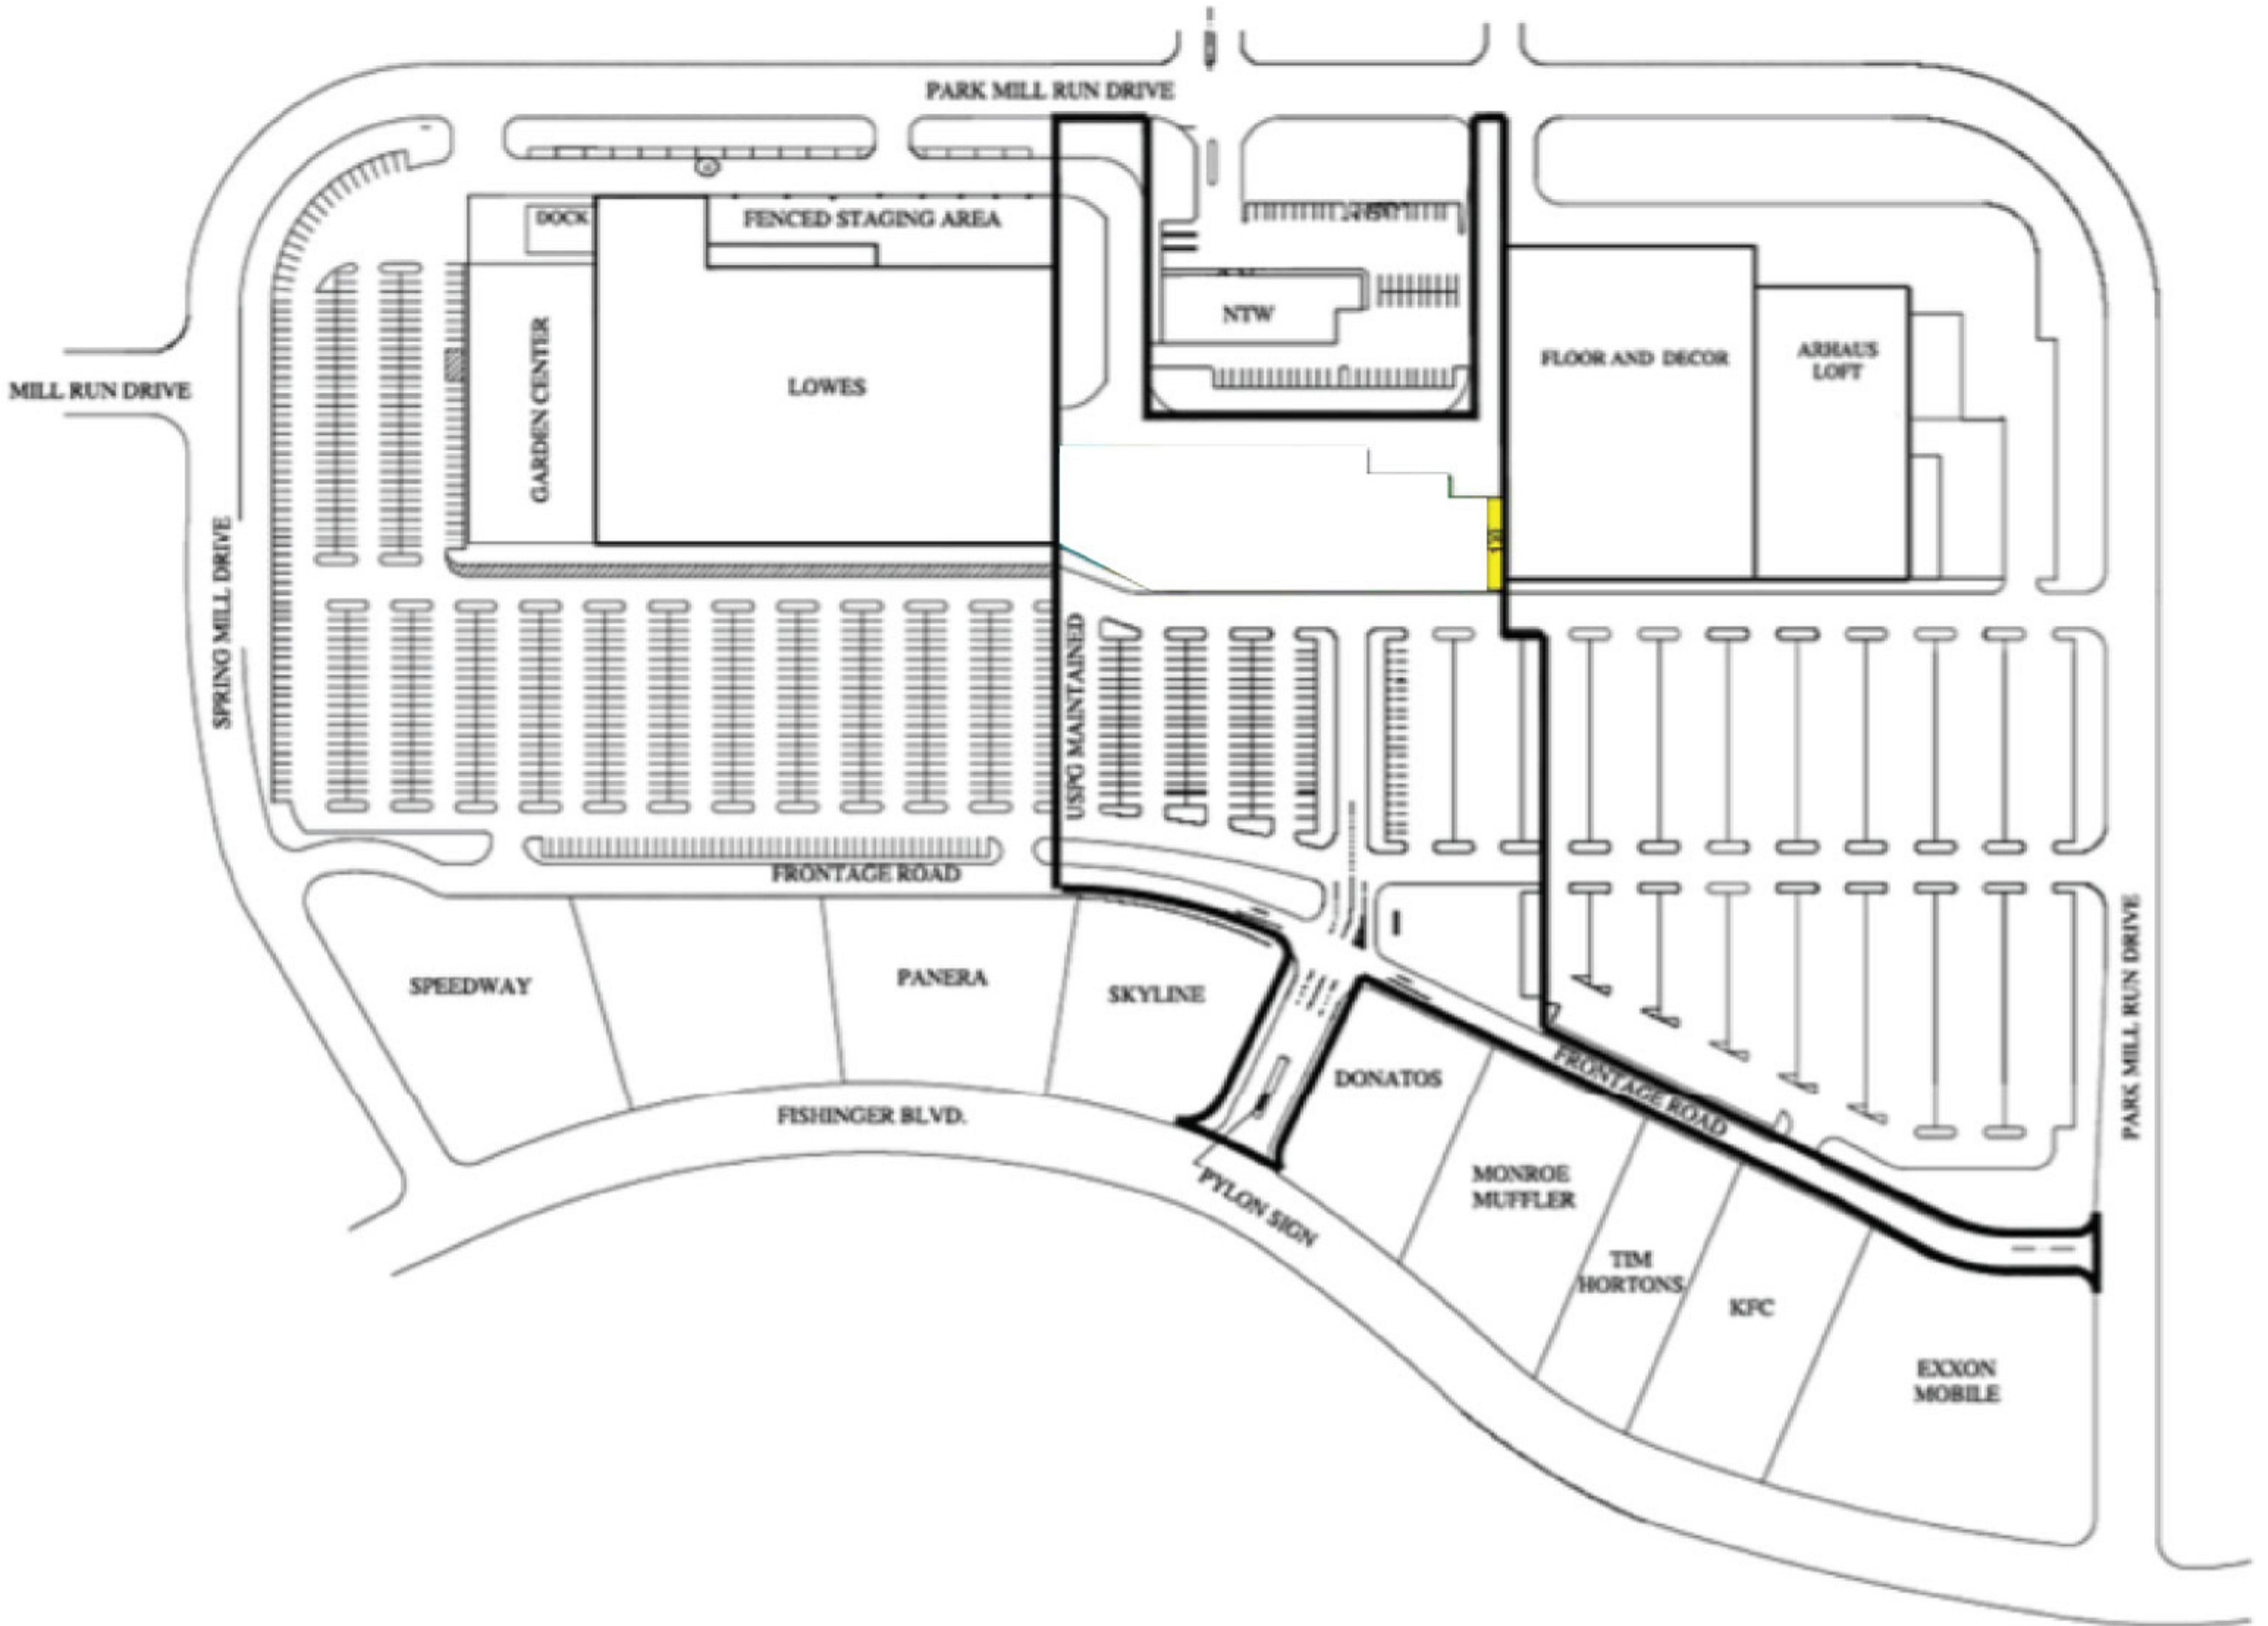 PARK MILL RUN DRIVE
DOCK
FENCED STAGING AREA
NTW
MILL RUN DRIVE
GARDEN CENTER
LOWES
FLOOR AND DECOR
ARHAUS
LOFT
SPRING MILL DRIVE
USPG MAINTAINED
FRONTAGE ROAD
SPEEDWAY
PANERA
SKYLINE
DONATOS
FRONTAGE ROAD
PARK MILL RUN DRIVE
FISHINGER BLVD.
PYLON SIGN
MONROE
MUFFLER
TIM
HORTONS
KFC
EXXON
MOBILE